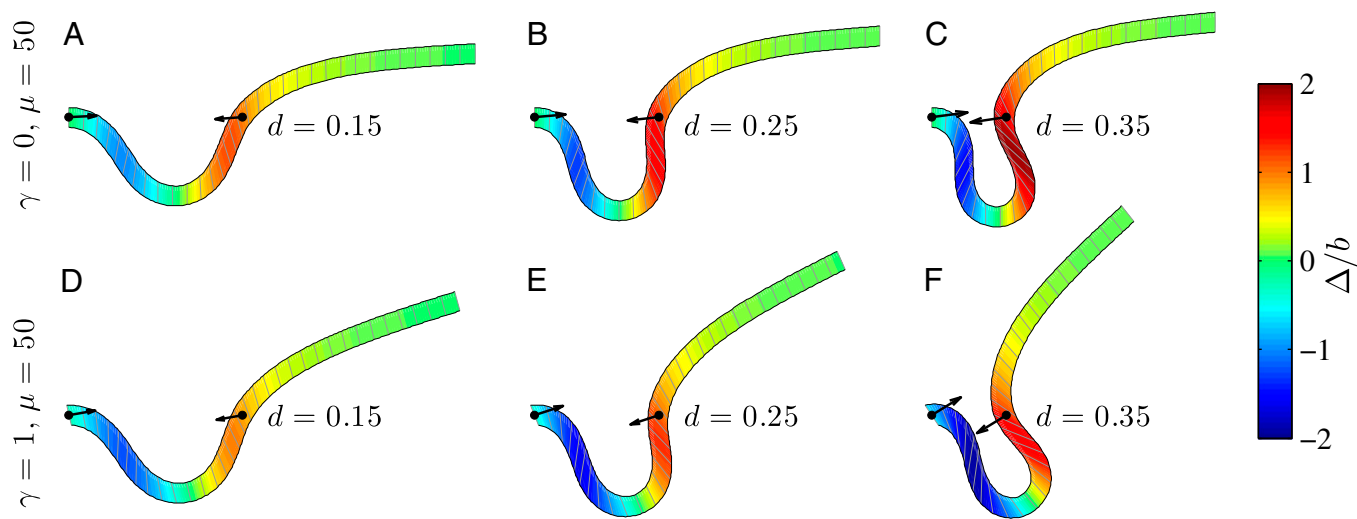 γ = 0, μ = 50
A
B
C
d = 0.15
d = 0.25
d = 0.35
γ = 1, μ = 50
D
E
F
d = 0.15
d = 0.25
d = 0.35
2
1
0
−1
−2
Δ/b